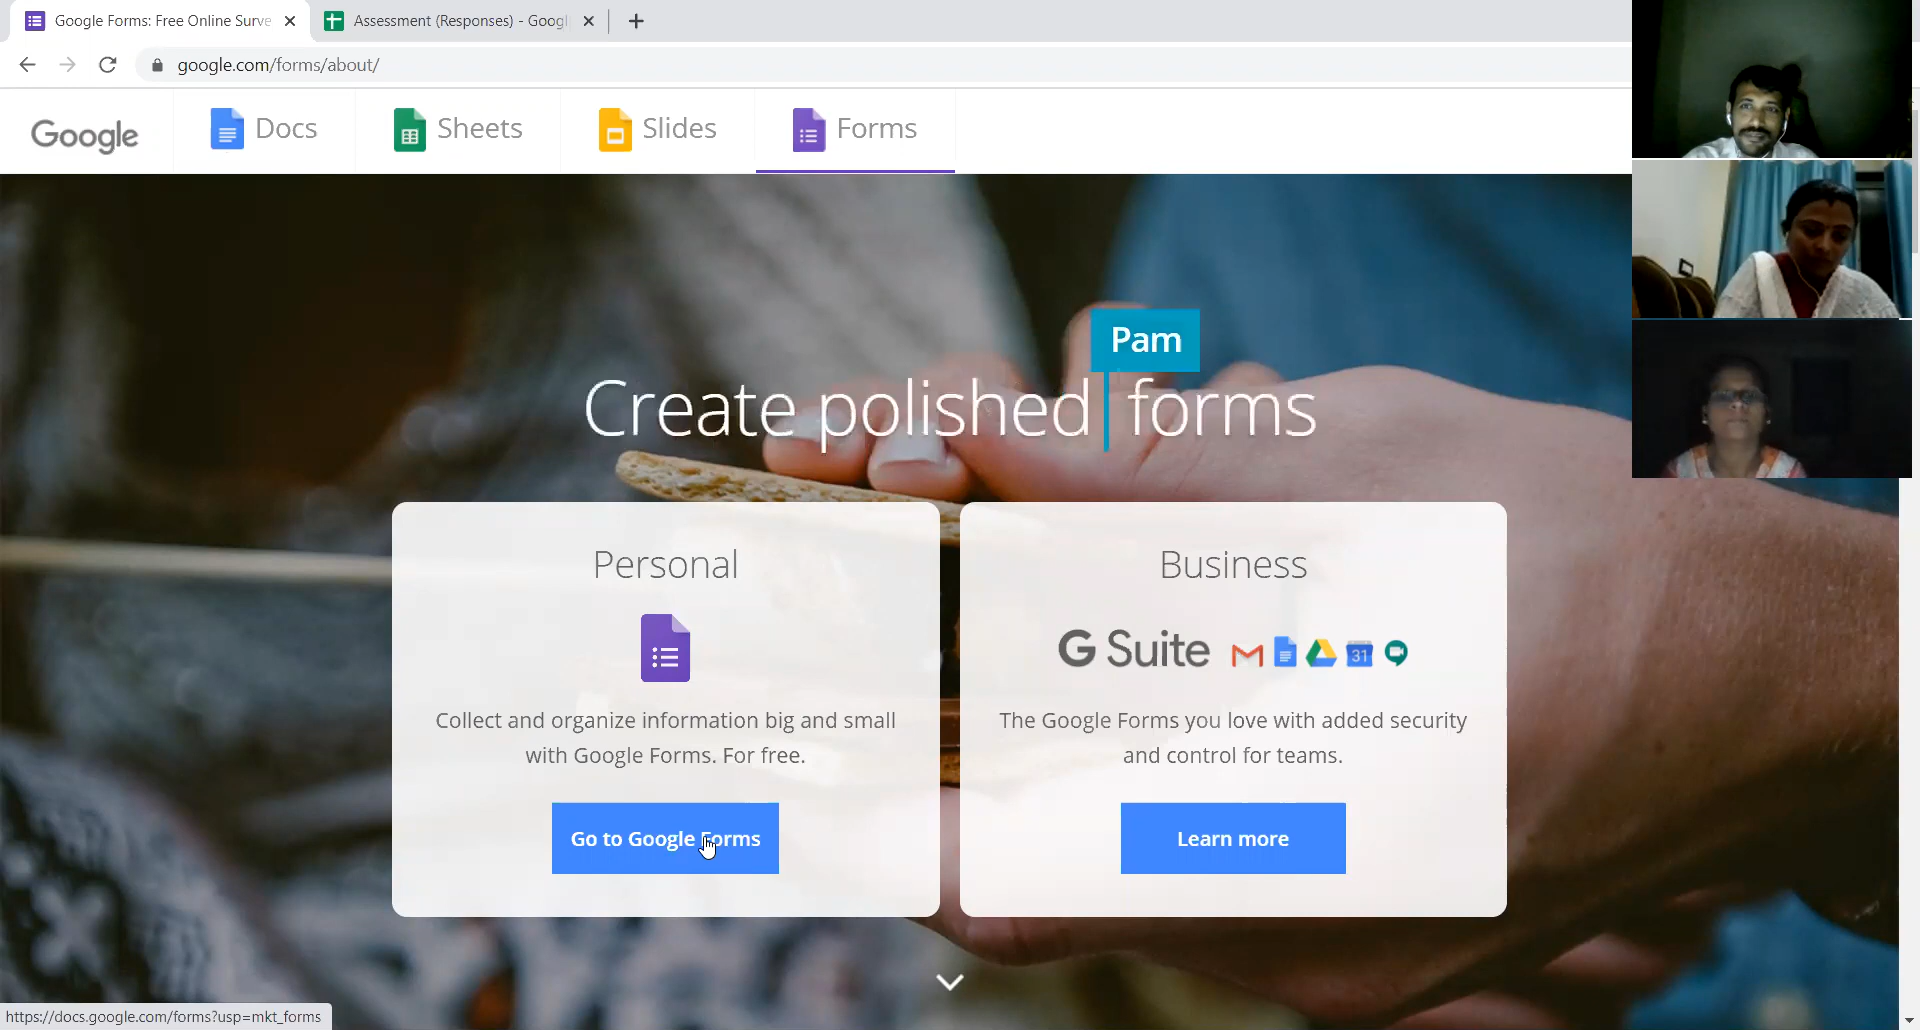 Google Forms: Free Online Surve
Assessment (Responses) - Googl
google.com/forms/about/
Google
Docs
Sheets
Slides
Forms
Pam
Create polished forms
Personal
Collect and organize information big and small
with Google Forms. For free.
Go to Google Forms
Business
G Suite
31
The Google Forms you love with added security
and control for teams.
Learn more
https://docs.google.com/forms?usp=mkt_forms